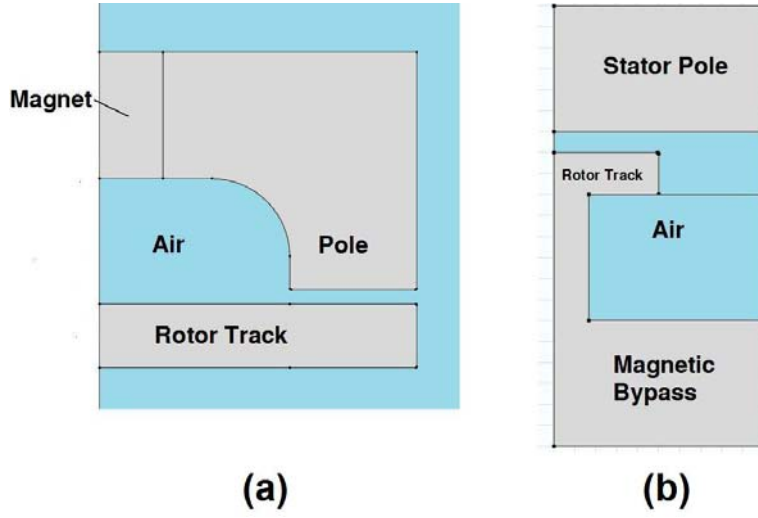 Magnet
Air
Pole
Rotor Track
(a)
Stator Pole
Rotor Track
Air
Magnetic
Bypass
(b)